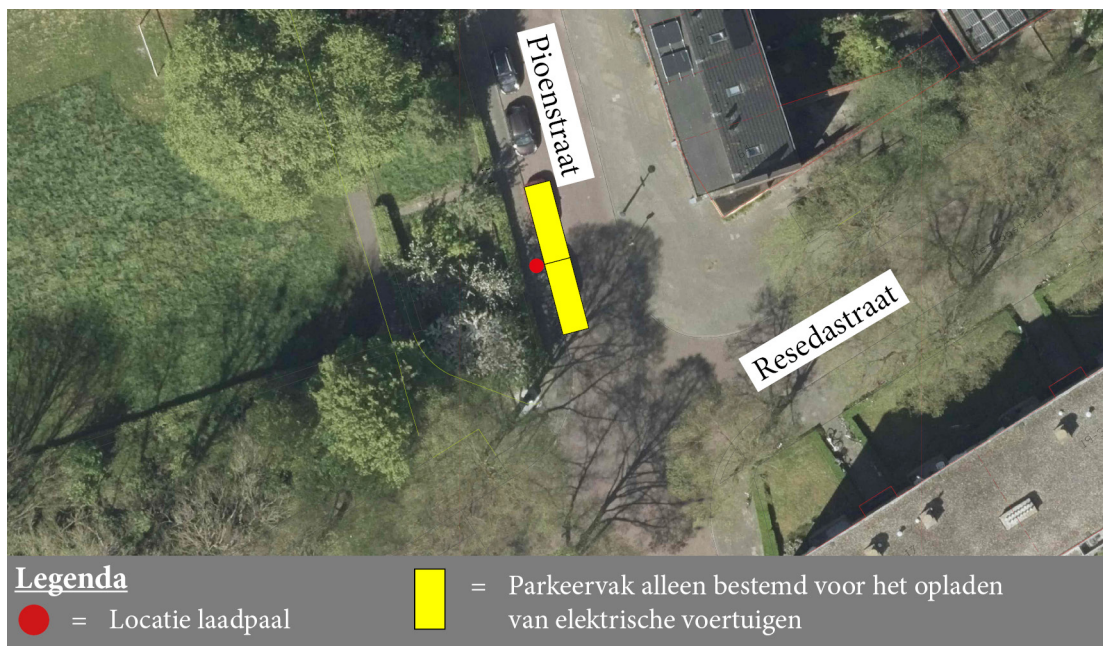 Pioenstraat
Resedastraat
Legenda
= Locatie laadpaal
= Parkeervak alleen bestemd voor het opladen
van elektrische voertuigen